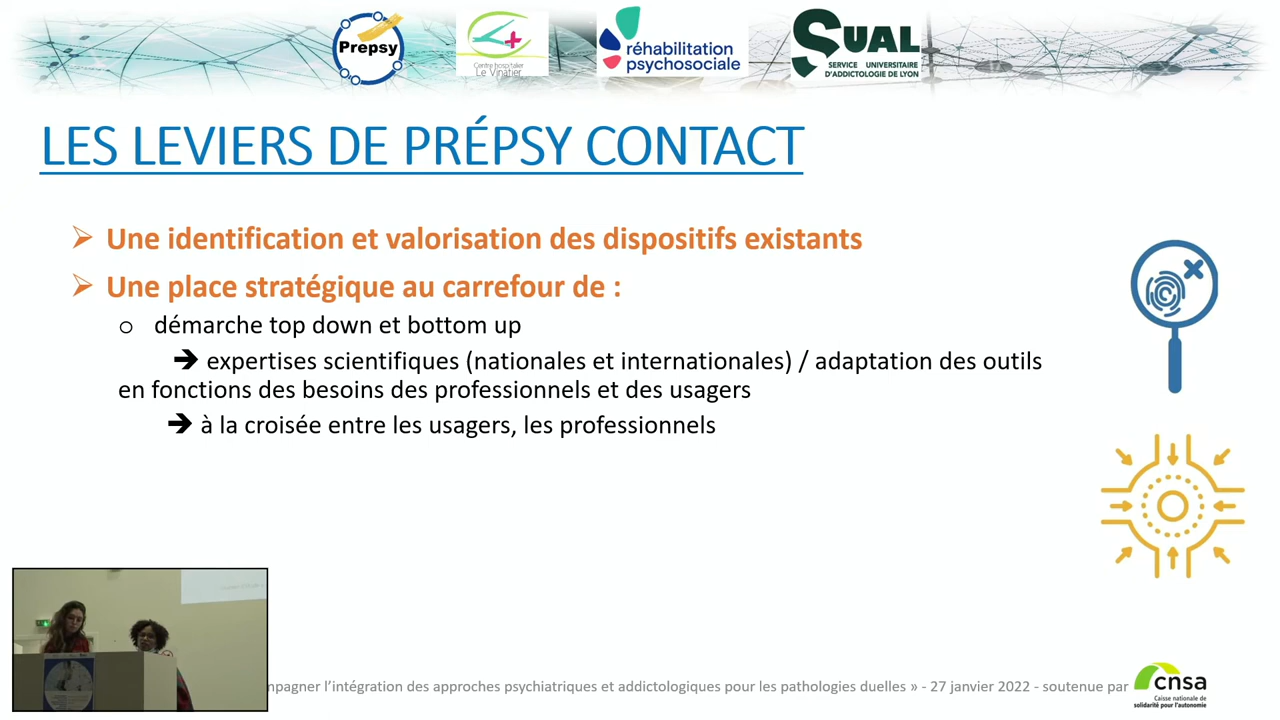 Prepsy
Centre hospitalier
Le Vinatier
réhabilitation
psychosociale
SUAL
SERVICE UNIVERSITAIRE
D'ADDICTOLOGIE DE LYON
LES LEVIERS DE PRÉPSY CONTACT
➢ Une identification et valorisation des dispositifs existants
➢ Une place stratégique au carrefour de :
o démarche top down et bottom up
➔ expertises scientifiques (nationales et internationales) / adaptation des outils
en fonctions des besoins des professionnels et des usagers
➔ à la croisée entre les usagers, les professionnels
mpagner l'intégration des approches psychiatriques et addictologiques pour les pathologies duelles » - 27 janvier 2022 - soutenue par
cnsa
Caisse nationale de
solidarité pour l'autonomie